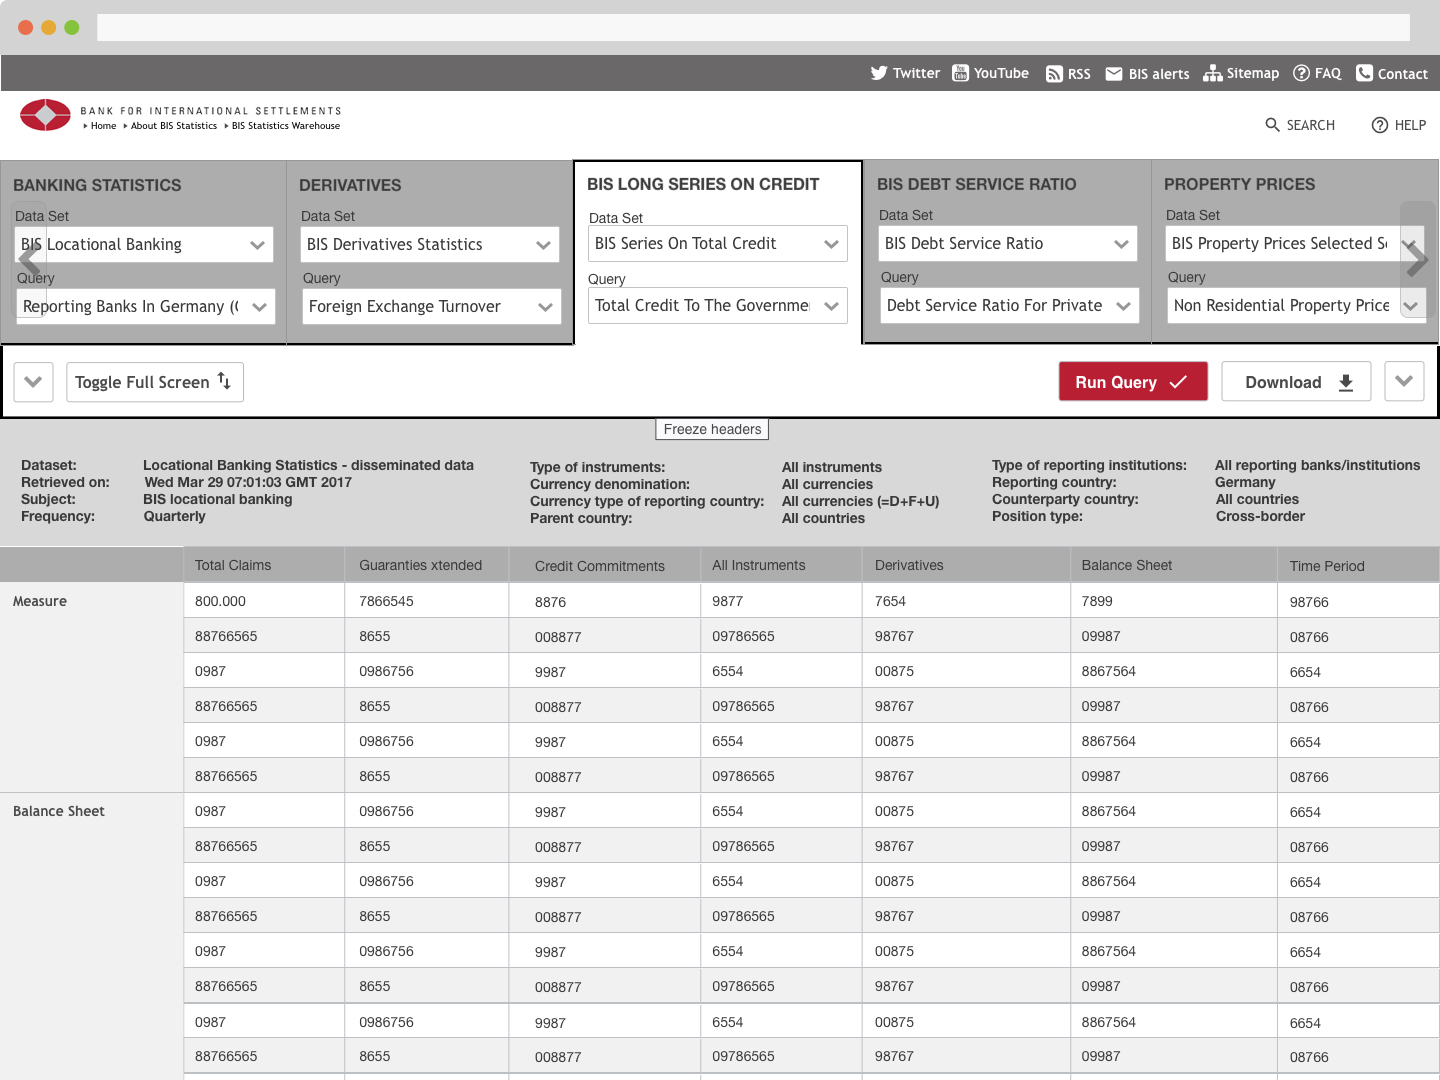 Twitter YouTube RSS BIS alerts Sitemap FAQ Contact
BANK FOR INTERNATIONAL SETTLEMENTS
Home About BIS Statistics BIS Statistics Warehouse
SEARCH HELP
BANKING STATISTICS
Data Set
BIS Locational Banking
Query
Reporting Banks In Germany (
DERIVATIVES
Data Set
BIS Derivatives Statistics
Query
Foreign Exchange Turnover
BIS LONG SERIES ON CREDIT
Data Set
BIS Series On Total Credit
Query
Total Credit To The Governme
BIS DEBT SERVICE RATIO
Data Set
BIS Debt Service Ratio
Query
Debt Service Ratio For Private
PROPERTY PRICES
Data Set
BIS Property Prices Selected S
Query
Non Residential Property Price
Toggle Full Screen
Run Query
Download
Freeze headers
Dataset: Locational Banking Statistics - disseminated data
Retrieved on: Wed Mar 29 07:01:03 GMT 2017
Subject: BIS locational banking
Frequency: Quarterly
Type of instruments: All instruments
Currency denomination: All currencies
Currency type of reporting country: All currencies (=D+F+U)
Parent country: All countries
Type of reporting institutions: All reporting banks/institutions
Reporting country: Germany
Counterparty country: All countries
Position type: Cross-border
Total Claims Guaranties xtended Credit Commitments All Instruments Derivatives Balance Sheet Time Period
Measure 800.000 7866545 8876 9877 7654 7899 98766
88766565 8655 008877 09786565 98767 09987 08766
0987 0986756 9987 6554 00875 8867564 6654
88766565 8655 008877 09786565 98767 09987 08766
0987 0986756 9987 6554 00875 8867564 6654
88766565 8655 008877 09786565 98767 09987 08766
Balance Sheet 0987 0986756 9987 6554 00875 8867564 6654
88766565 8655 008877 09786565 98767 09987 08766
0987 0986756 9987 6554 00875 8867564 6654
88766565 8655 008877 09786565 98767 09987 08766
0987 0986756 9987 6554 00875 8867564 6654
88766565 8655 008877 09786565 98767 09987 08766
0987 0986756 9987 6554 00875 8867564 6654
88766565 8655 008877 09786565 98767 09987 08766